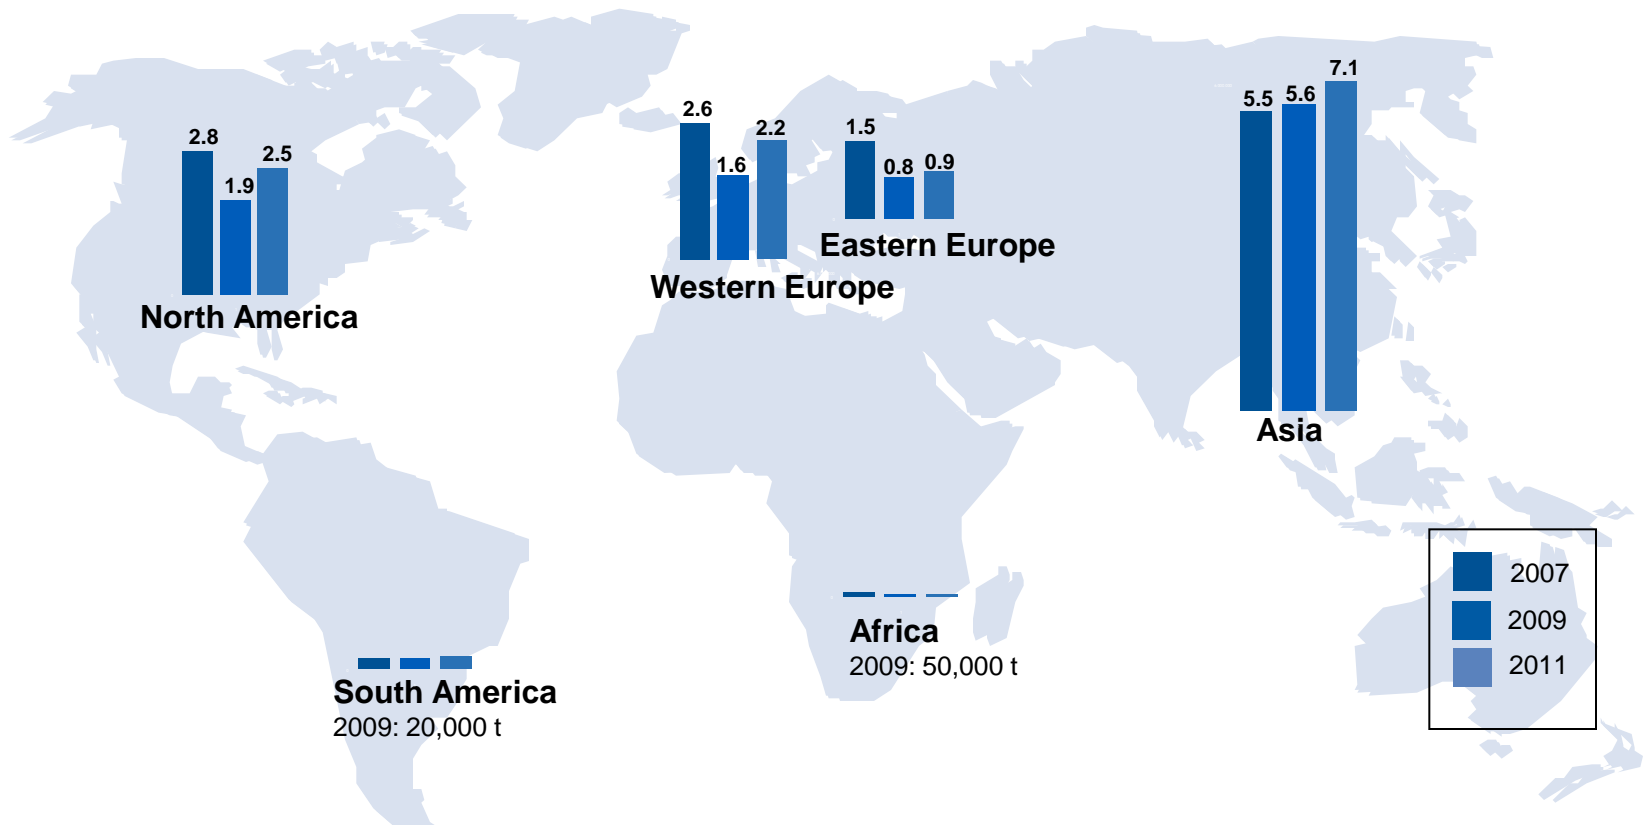 2.8
1.9
2.5
North America
2.6
1.6
2.2
Western Europe
1.5
0.8
0.9
Eastern Europe
5.5
5.6
7.1
Asia
South America
2009: 20,000 t
Africa
2009: 50,000 t
2007
2009
2011